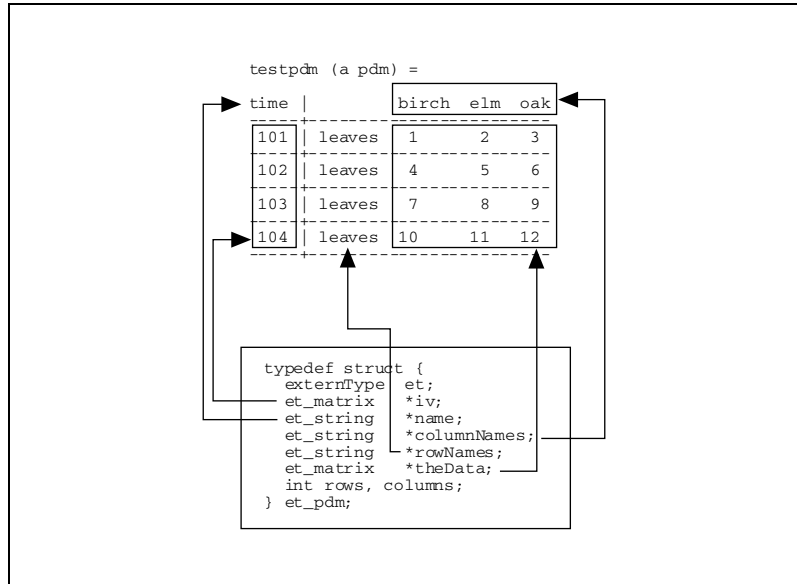 testpdm (a pdm) =
time | birch elm oak
-----+-----------------------
101 | leaves 1 2 3
-----+-----------------------
102 | leaves 4 5 6
-----+-----------------------
103 | leaves 7 8 9
-----+-----------------------
104 | leaves 10 11 12
-----+-----------------------
typedef struct {
externType et;
et_matrix *iv;
et_string *name;
et_string *columnNames;
et_string *rowNames;
et_matrix *theData;
int rows, columns;
} et_pdm;